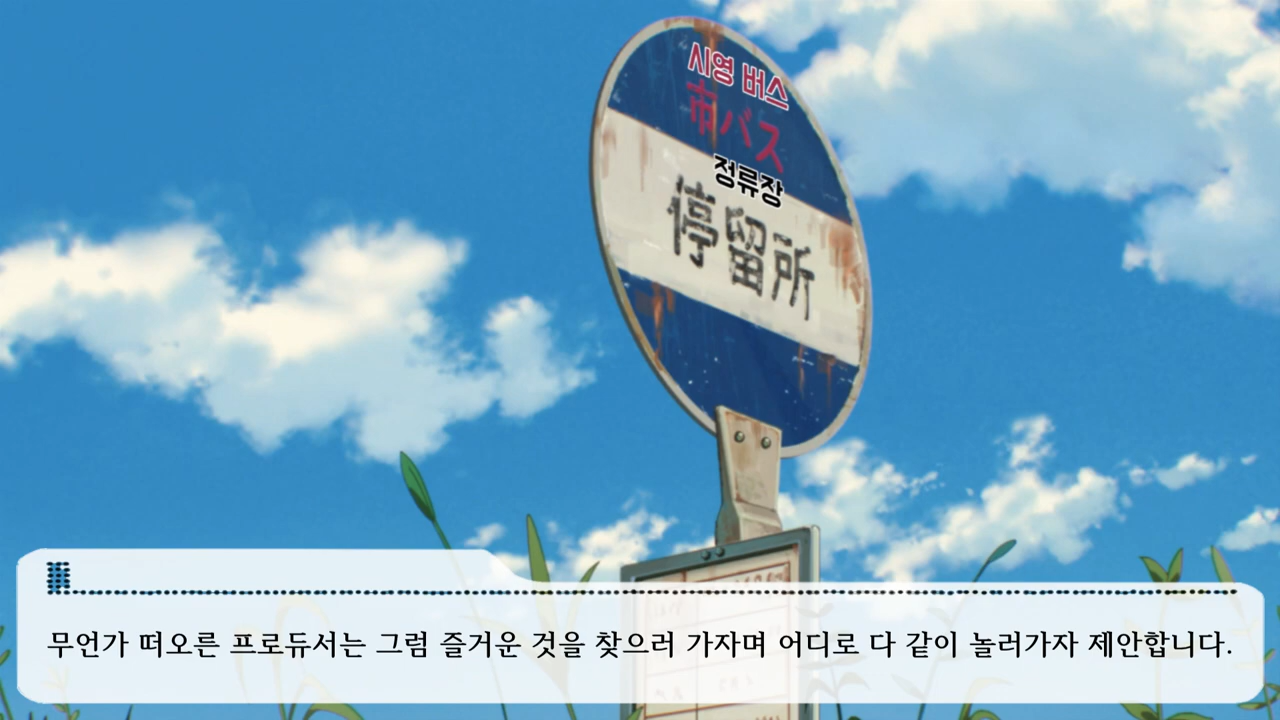 시영 버스
市バス
정류장
停留所
무언가 떠오른 프로듀서는 그럼 즐거운 것을 찾으러 가자며 어디로 다 같이 놀러가자 제안합니다.